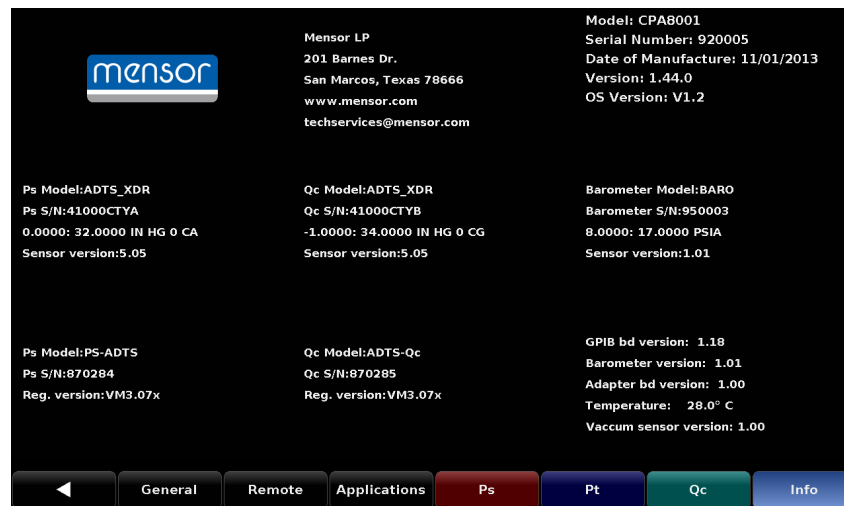 mensor
Mensor LP
201 Barnes Dr.
San Marcos, Texas 78666
www.mensor.com
techservices@mensor.com
Model: CPA8001
Serial Number: 920005
Date of Manufacture: 11/01/2013
Version: 1.44.0
OS Version: V1.2
Ps Model:ADTS_XDR
Ps S/N:41000CTYA
0.0000: 32.0000 IN HG 0 CA
Sensor version:5.05
Qc Model:ADTS_XDR
Qc S/N:41000CTYB
-1.0000: 34.0000 IN HG 0 CG
Sensor version:5.05
Barometer Model:BARO
Barometer S/N:950003
8.0000: 17.0000 PSIA
Sensor version:1.01
Ps Model:PS-ADTS
Ps S/N:870284
Reg. version:VM3.07x
Qc Model:ADTS-Qc
Qc S/N:870285
Reg. version:VM3.07x
GPIB bd version: 1.18
Barometer version: 1.01
Adapter bd version: 1.00
Temperature: 28.0° C
Vaccum sensor version: 1.00
General
Remote
Applications
Ps
Pt
Qc
Info